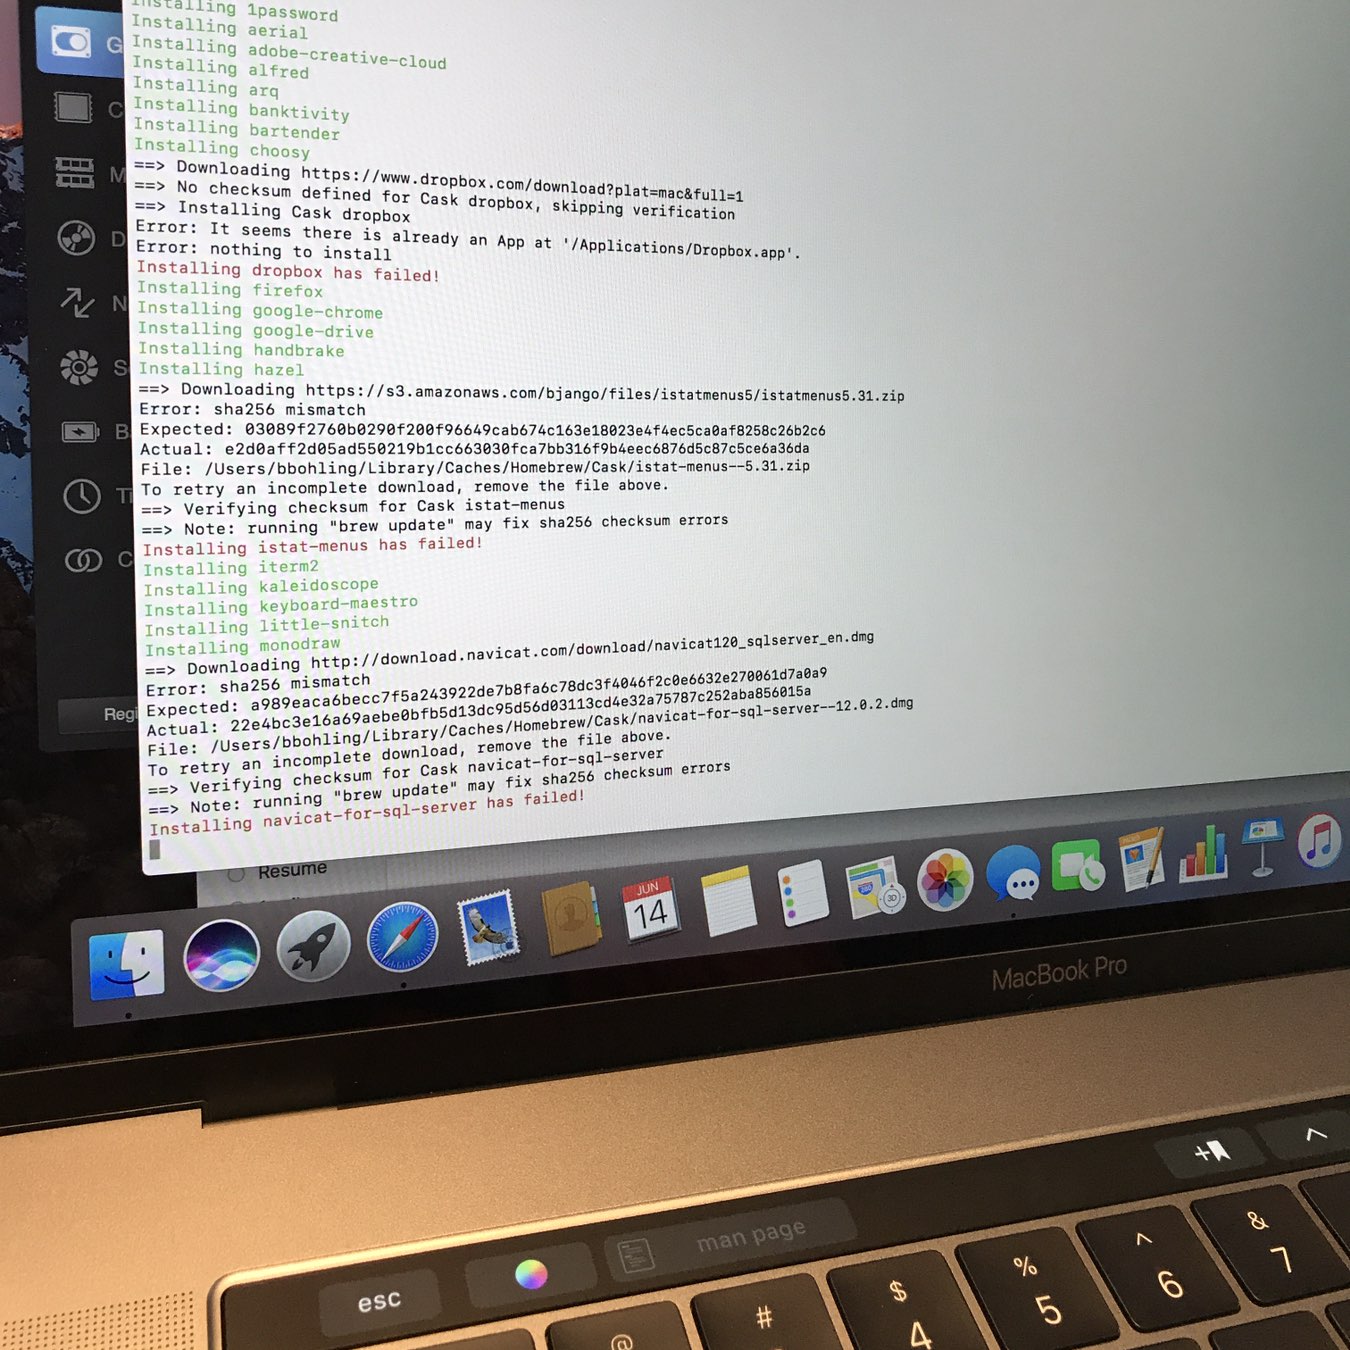 Installing 1password
Installing aerial
Installing adobe-creative-cloud
Installing alfred
Installing arq
Installing banktivity
Installing bartender
Installing choosy
==> Downloading https://www.dropbox.com/download?plat=mac&full=1
==> No checksum defined for Cask dropbox, skipping verification
==> Installing Cask dropbox
Error: It seems there is already an App at '/Applications/Dropbox.app'.
Error: nothing to install
Installing dropbox has failed!
Installing firefox
Installing google-chrome
Installing google-drive
Installing handbrake
Installing hazel
==> Downloading https://s3.amazonaws.com/bjango/files/istatmenus5/istatmenus5.31.zip
Error: sha256 mismatch
Expected: 03089f2760b0290f200f96649cab674c163e18023e4f4ec5ca0af8258c26b2c6
Actual: e2d0aff2d05ad550219b1cc663030fca7bb316f9b4eec6876d5c87c5ce6a36da
File: /Users/bbohling/Library/Caches/Homebrew/Cask/istat-menus--5.31.zip
To retry an incomplete download, remove the file above.
==> Verifying checksum for Cask istat-menus
==> Note: running "brew update" may fix sha256 checksum errors
Installing istat-menus has failed!
Installing iterm2
Installing kaleidoscope
Installing keyboard-maestro
Installing little-snitch
Installing monodraw
==> Downloading http://download.navicat.com/download/navicat120_sqlserver_en.dmg
Error: sha256 mismatch
Expected: a989eaca6becc7f5a243922de7b8fa6c78dc3f4046f2c0e6632e270061d7a0a9
Actual: 22e4bc3e16a69aebe0bfb5d13dc95d56d03113cd4e32a75787c252aba856015a
File: /Users/bbohling/Library/Caches/Homebrew/Cask/navicat-for-sql-server--12.0.2.dmg
To retry an incomplete download, remove the file above.
==> Verifying checksum for Cask navicat-for-sql-server
==> Note: running "brew update" may fix sha256 checksum errors
Installing navicat-for-sql-server has failed!
G
C
M
D
N
S
B
Ti
C
Regi
Resume
JUN
14
280
3D
MacBook Pro
esc
man page
@
#
$
4
%
5
^
6
&
7